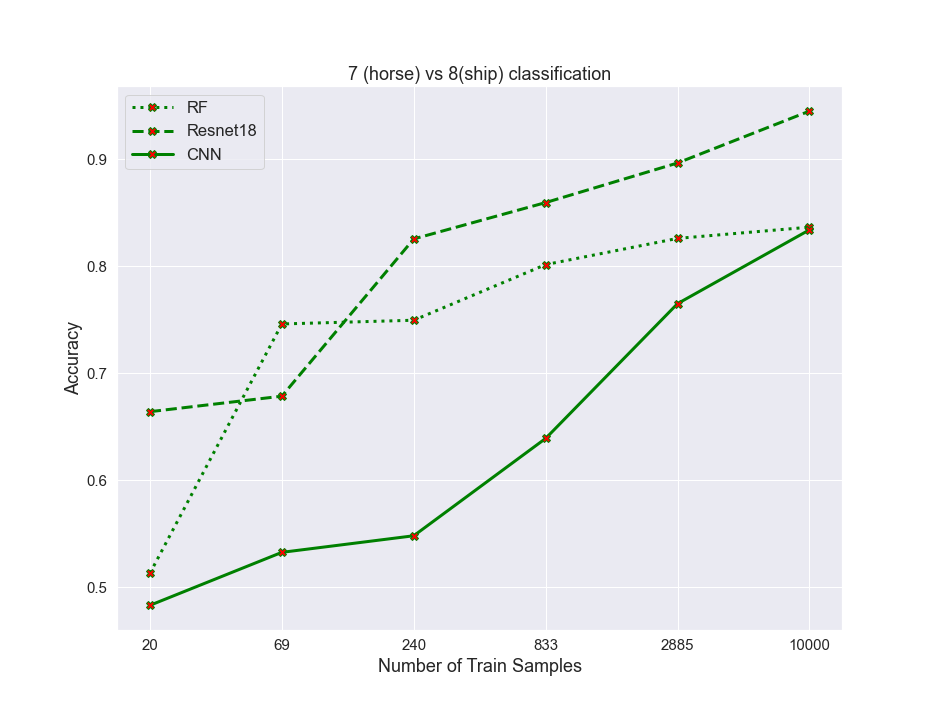 7 (horse) vs 8(ship) classification
RF
Resnet18
CNN
0.9
0.8
0.7
0.6
0.5
Accuracy
20 69 240 833 2885 10000
Number of Train Samples